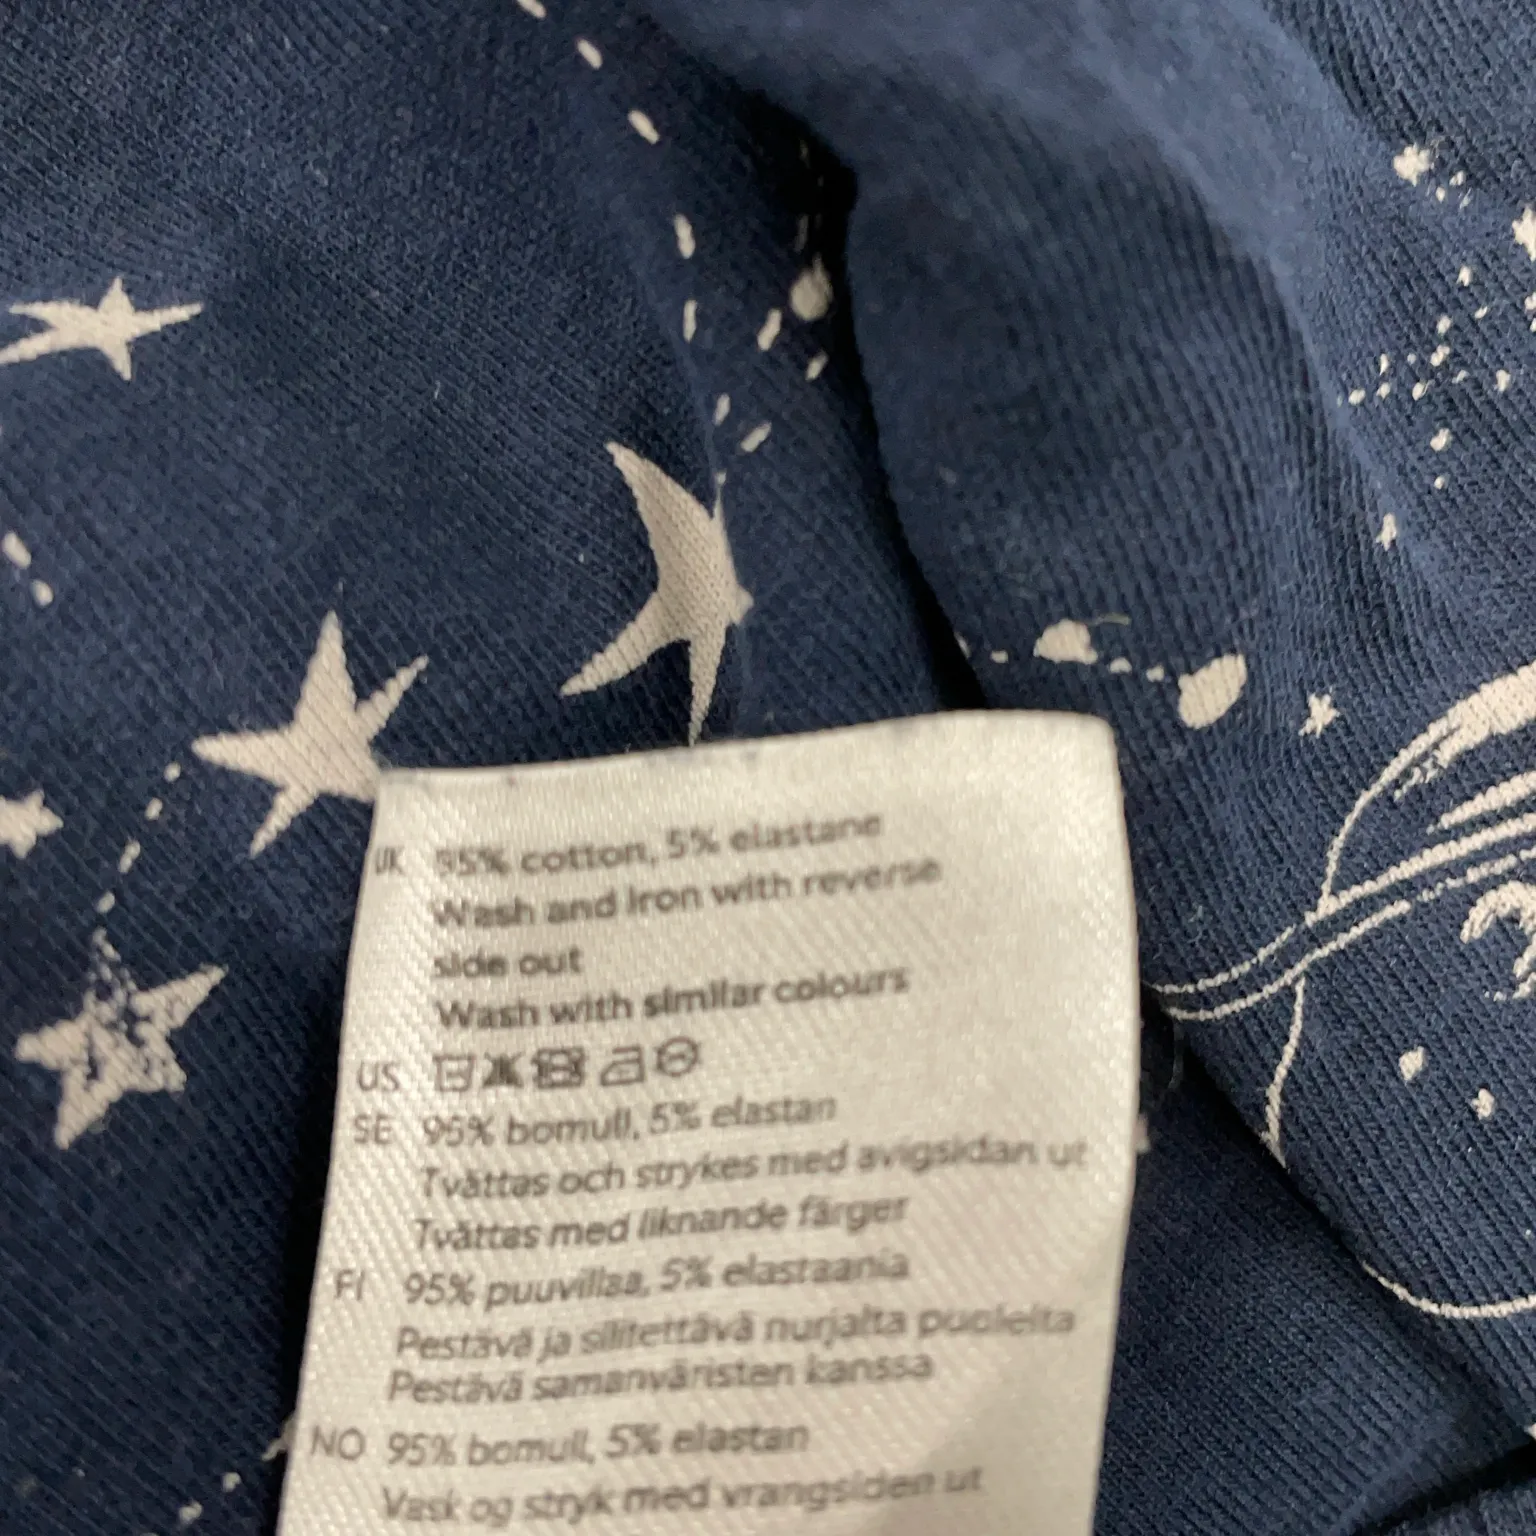 UK 95% cotton, 5% elastane
Wash and iron with reverse
side out
Wash with similar colours
US
SE 95% bomull, 5% elastan
Tvättas och strykes med avigsidan ut
Tvättas med liknande färger
FI 95% puuvillaa, 5% elastaania
Pestävä ja silitettävä nurjalta puolelta
Pestävä samanväristen kanssa
NO 95% bomull, 5% elastan
Vask og stryk med vrangsiden ut